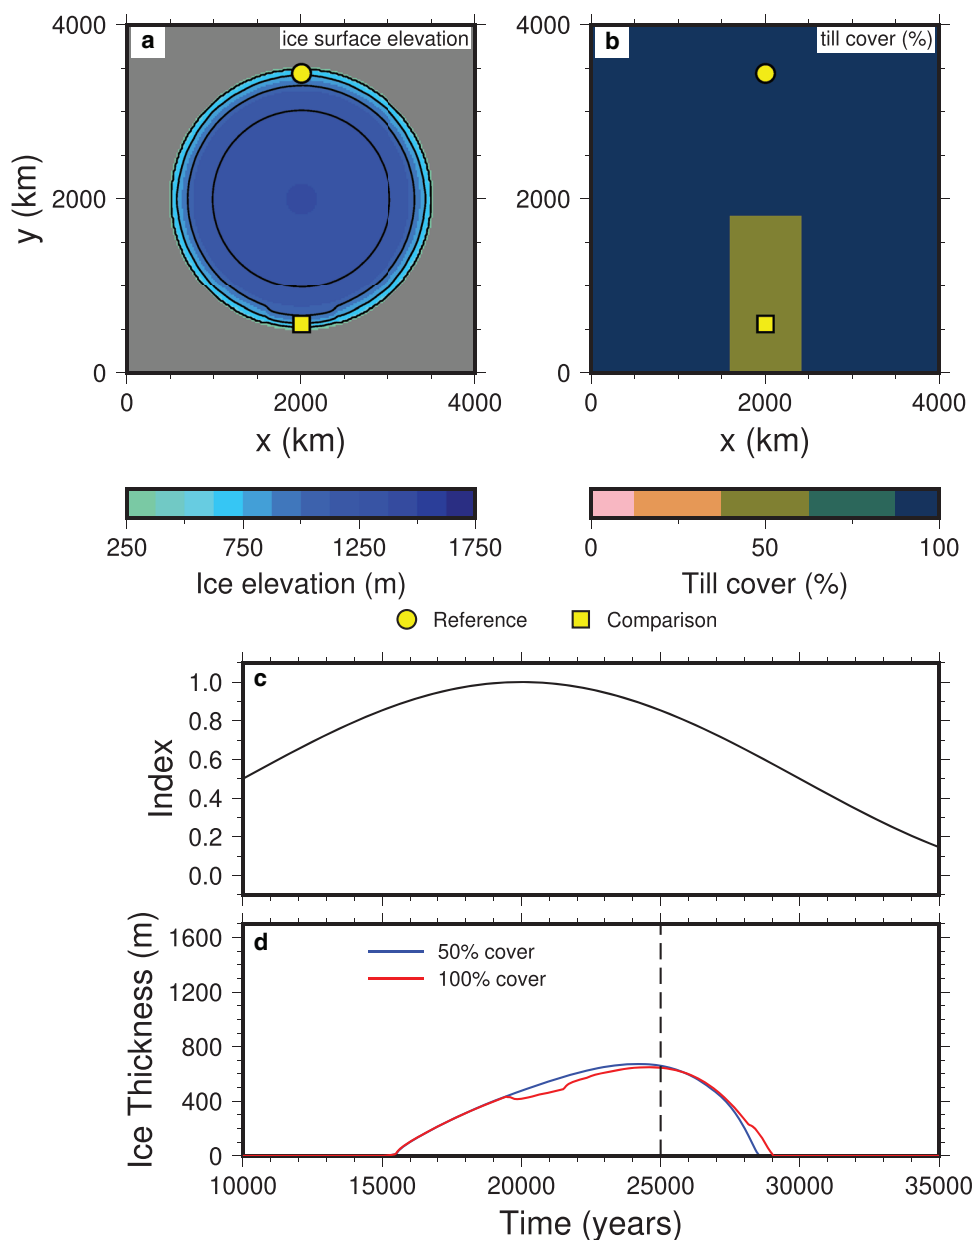 a
ice surface elevation
b
till cover (%)
4000
2000
0
y (km)
0
2000
4000
x (km)
4000
2000
0
0
2000
4000
x (km)
250
750
1250
1750
Ice elevation (m)
0
50
100
Till cover (%)
Reference
Comparison
c
1.0
0.8
0.6
0.4
0.2
0.0
Index
d
50% cover
100% cover
1600
1200
800
400
0
Ice Thickness (m)
10000
15000
20000
25000
30000
35000
Time (years)